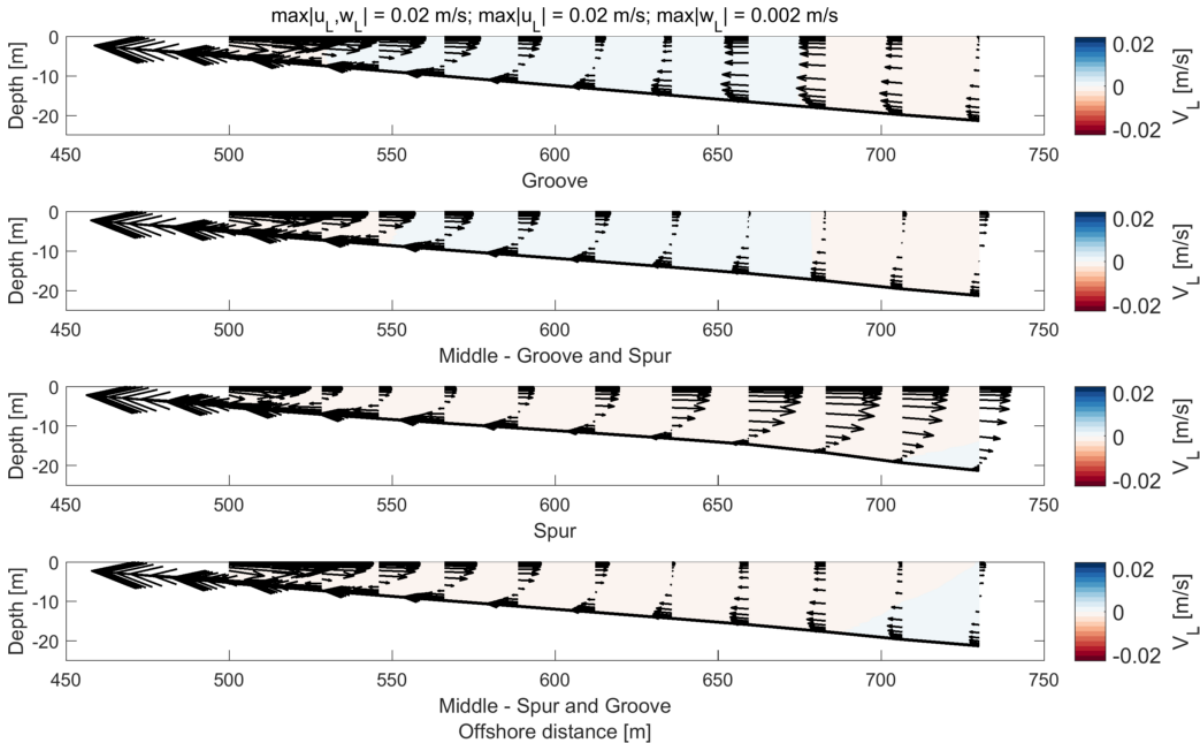 max|u_L,w_L| = 0.02 m/s; max|u_L| = 0.02 m/s; max|w_L| = 0.002 m/s
Depth [m]
0
-10
-20
450 500 550 600 650 700 750
Groove
0.02
0
-0.02
V_L [m/s]
Depth [m]
0
-10
-20
450 500 550 600 650 700 750
Middle - Groove and Spur
0.02
0
-0.02
V_L [m/s]
Depth [m]
0
-10
-20
450 500 550 600 650 700 750
Spur
0.02
0
-0.02
V_L [m/s]
Depth [m]
0
-10
-20
450 500 550 600 650 700 750
Middle - Spur and Groove
Offshore distance [m]
0.02
0
-0.02
V_L [m/s]